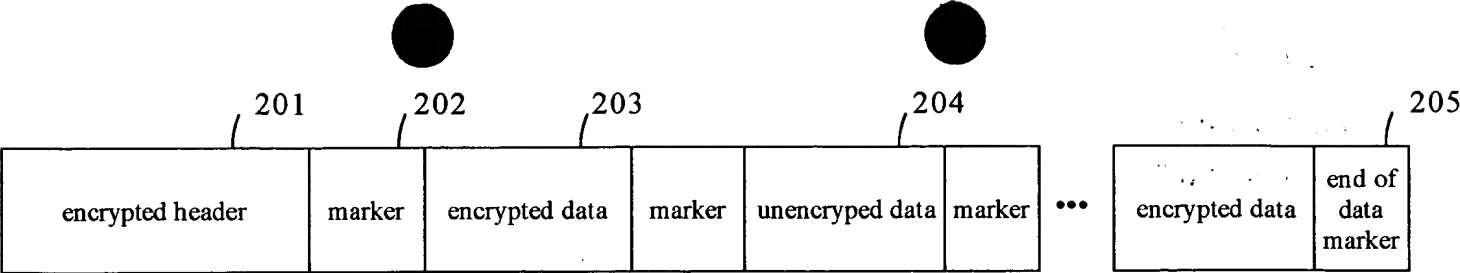 201 202 203 204 205
encrypted header marker encrypted data marker unencryped data marker ••• encrypted data end of
data
marker